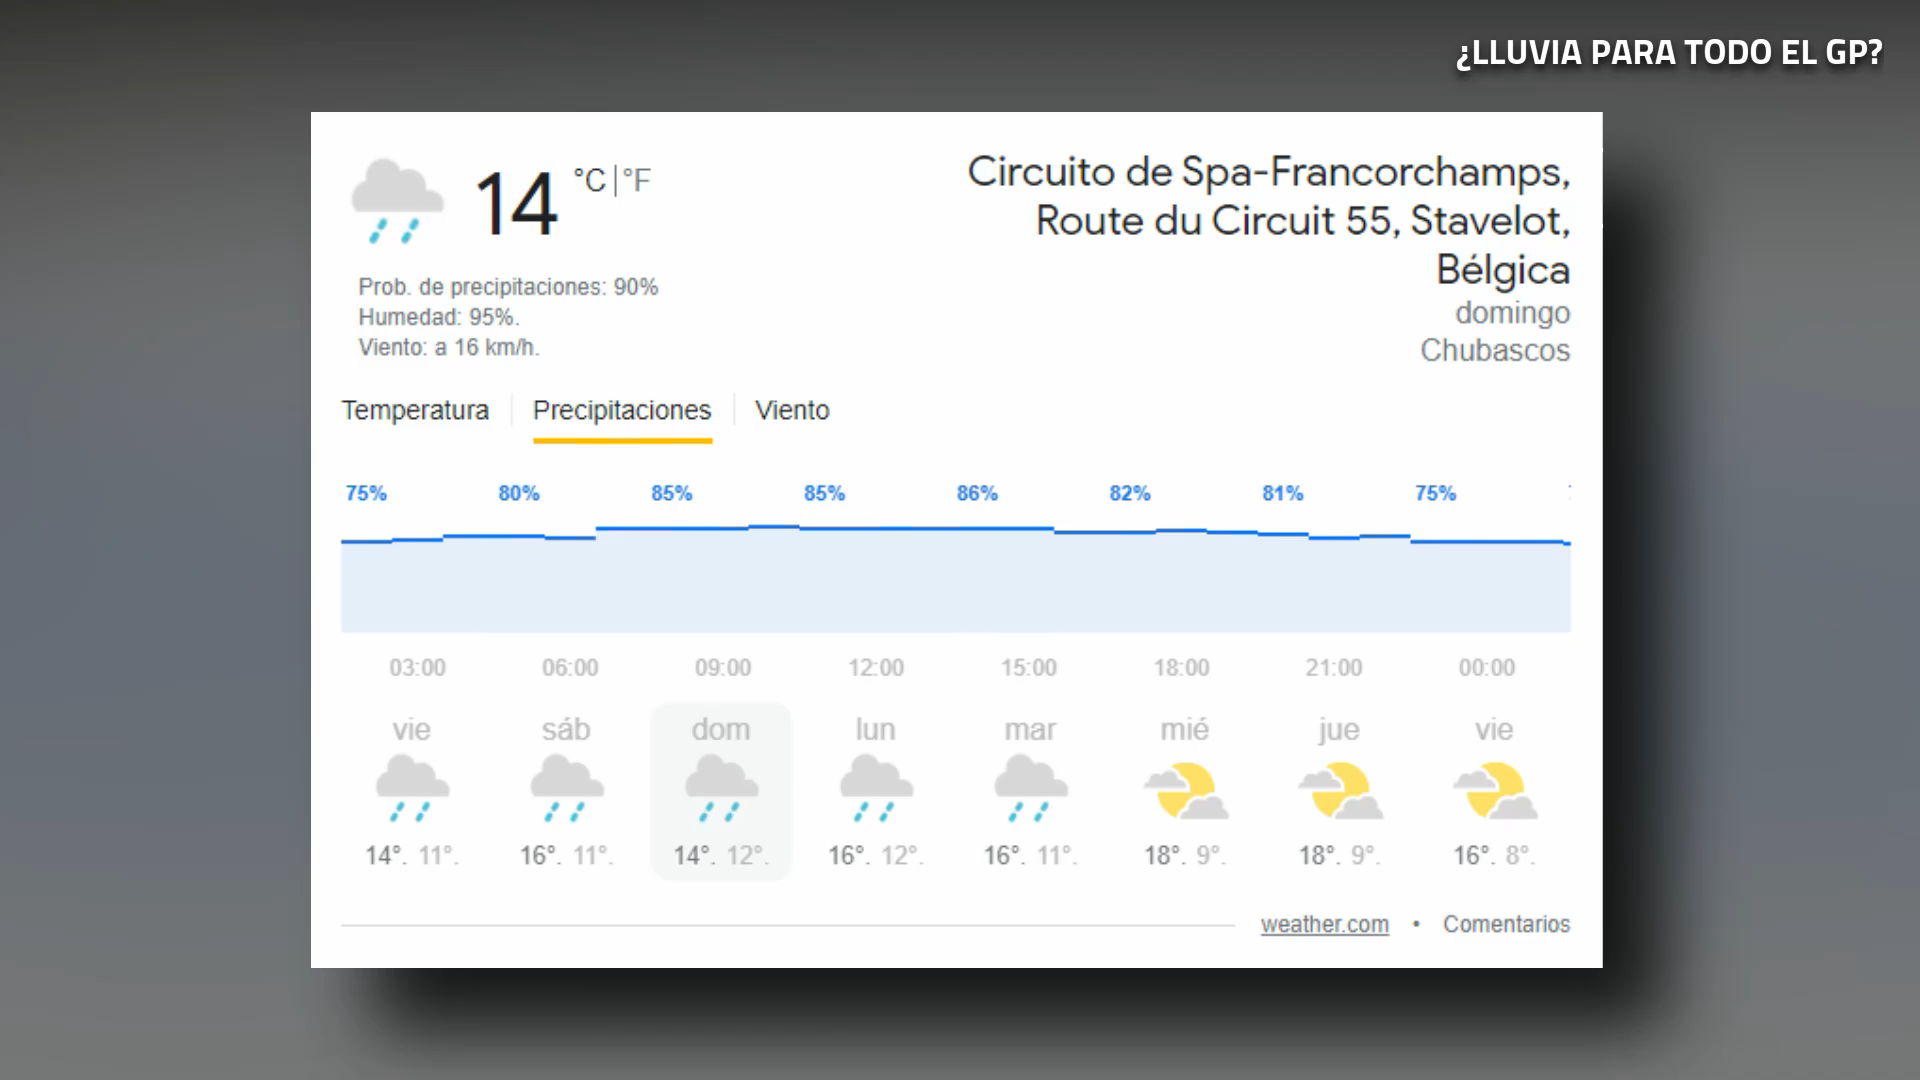 ¿LLUVIA PARA TODO EL GP?
14 °C | °F
Prob. de precipitaciones: 90%
Humedad: 95%.
Viento: a 16 km/h.
Circuito de Spa-Francorchamps,
Route du Circuit 55, Stavelot,
Bélgica
domingo
Chubascos
Temperatura Precipitaciones Viento
75% 80% 85% 85% 86% 82% 81% 75%
03:00 06:00 09:00 12:00 15:00 18:00 21:00 00:00
vie sáb dom lun mar mié jue vie
14°. 11°. 16°. 11°. 14°. 12°. 16°. 12°. 16°. 11°. 18°. 9°. 18°. 9°. 16°. 8°.
weather.com • Comentarios